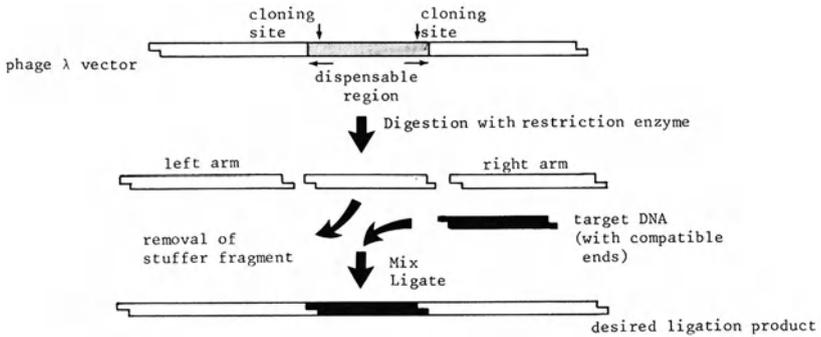 cloning
site
cloning
site
phage λ vector
dispensable
region
Digestion with restriction enzyme
left arm
right arm
removal of
stuffer fragment
target DNA
(with compatible
ends)
Mix
Ligate
desired ligation product